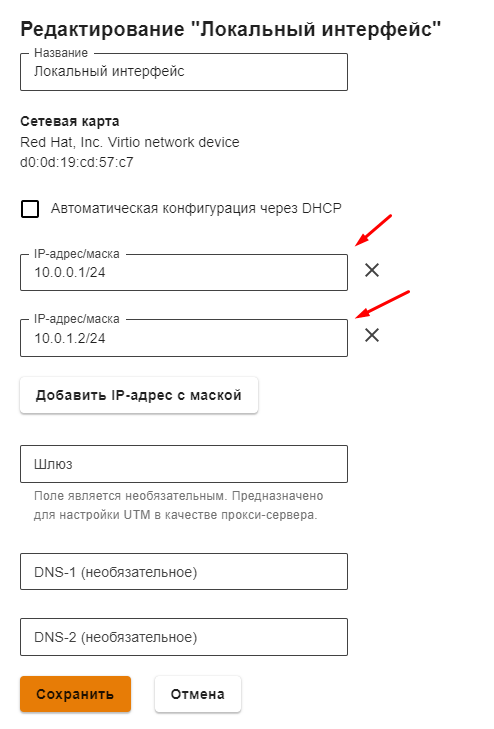 Редактирование "Локальный интерфейс"
Название
Локальный интерфейс
Сетевая карта
Red Hat, Inc. Virtio network device
d0:0d:19:cd:57:c7
Автоматическая конфигурация через DHCP
IP-адрес/маска
10.0.0.1/24
IP-адрес/маска
10.0.1.2/24
Добавить IP-адрес с маской
Шлюз
Поле является необязательным. Предназначено
для настройки UTM в качестве прокси-сервера.
DNS-1 (необязательное)
DNS-2 (необязательное)
Сохранить Отмена